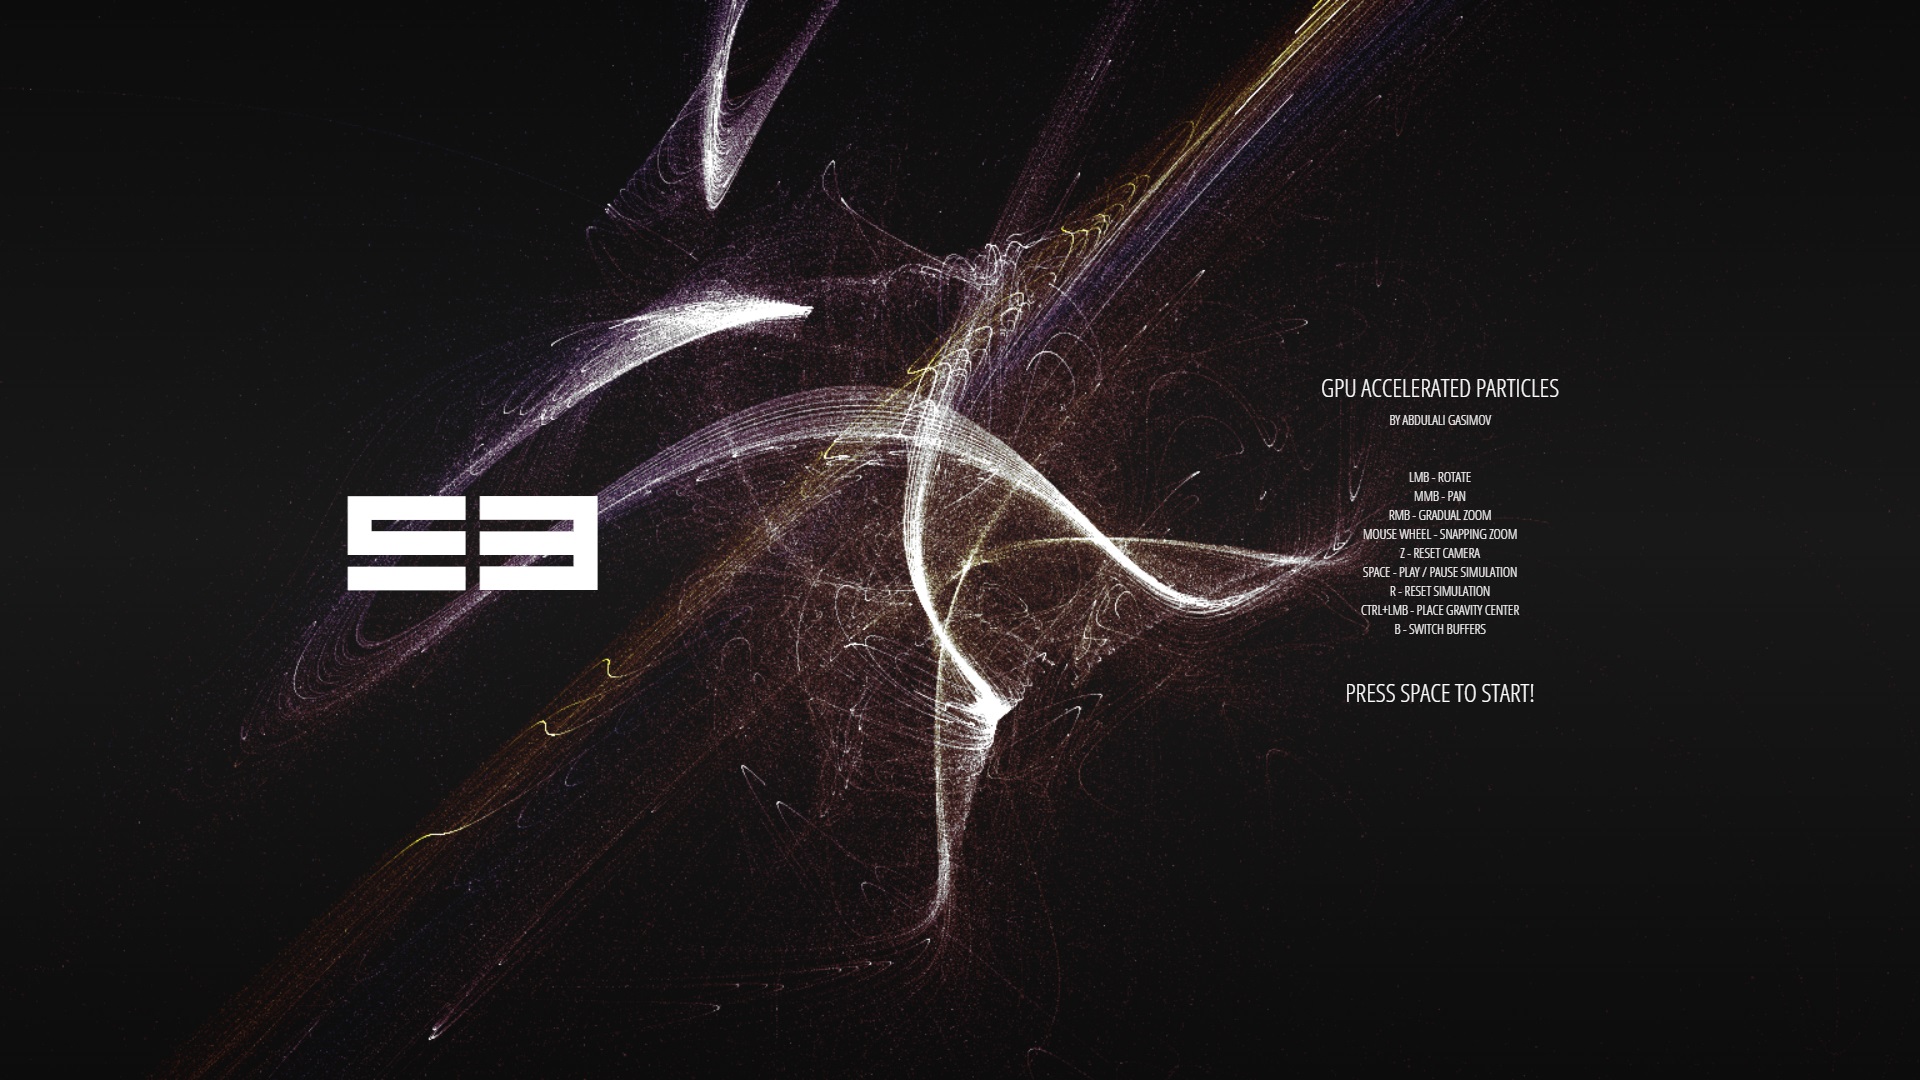 GPU ACCELERATED PARTICLES
BY ABDULALI GASIMOV
LMB - ROTATE
MMB - PAN
RMB - GRADUAL ZOOM
MOUSE WHEEL - SNAPPING ZOOM
Z - RESET CAMERA
SPACE - PLAY / PAUSE SIMULATION
R - RESET SIMULATION
CTRL+LMB - PLACE GRAVITY CENTER
B - SWITCH BUFFERS
PRESS SPACE TO START!